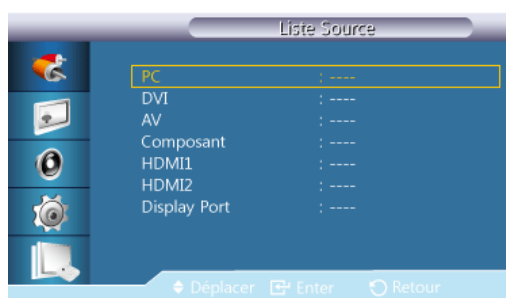 Liste Source
PC : ----
DVI : ----
AV : ----
Composant : ----
HDMI1 : ----
HDMI2 : ----
Display Port : ----
Déplacer Enter Retour